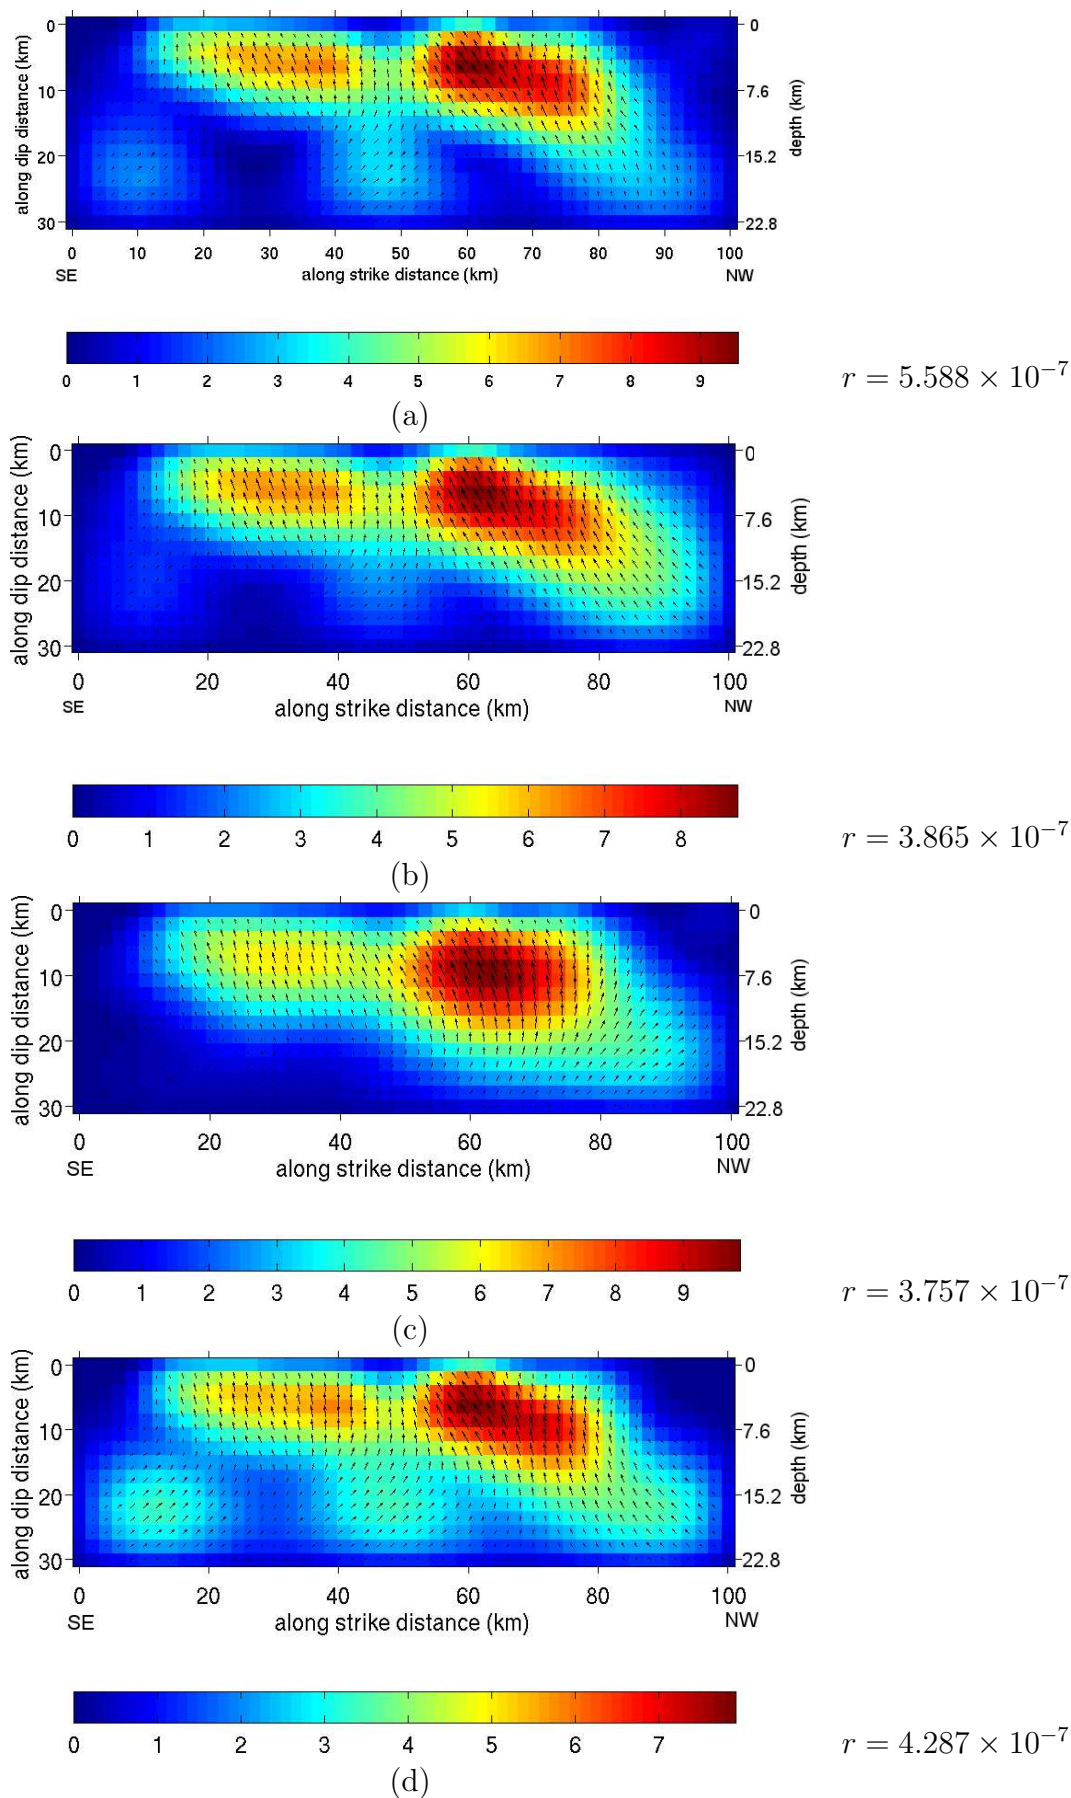 0 0
10 7.6
20 15.2
30 22.8
along dip distance (km)
depth (km)
0 10 20 30 40 50 60 70 80 90 100
SE along strike distance (km) NW
0 1 2 3 4 5 6 7 8 9
r = 5.588 × 10⁻⁷
(a)
0 0
10 7.6
20 15.2
30 22.8
along dip distance (km)
depth (km)
0 20 40 60 80 100
SE along strike distance (km) NW
0 1 2 3 4 5 6 7 8
r = 3.865 × 10⁻⁷
(b)
0 0
10 7.6
20 15.2
30 22.8
along dip distance (km)
depth (km)
0 20 40 60 80 100
SE along strike distance (km) NW
0 1 2 3 4 5 6 7 8 9
r = 3.757 × 10⁻⁷
(c)
0 0
10 7.6
20 15.2
30 22.8
along dip distance (km)
depth (km)
0 20 40 60 80 100
SE along strike distance (km) NW
0 1 2 3 4 5 6 7
r = 4.287 × 10⁻⁷
(d)